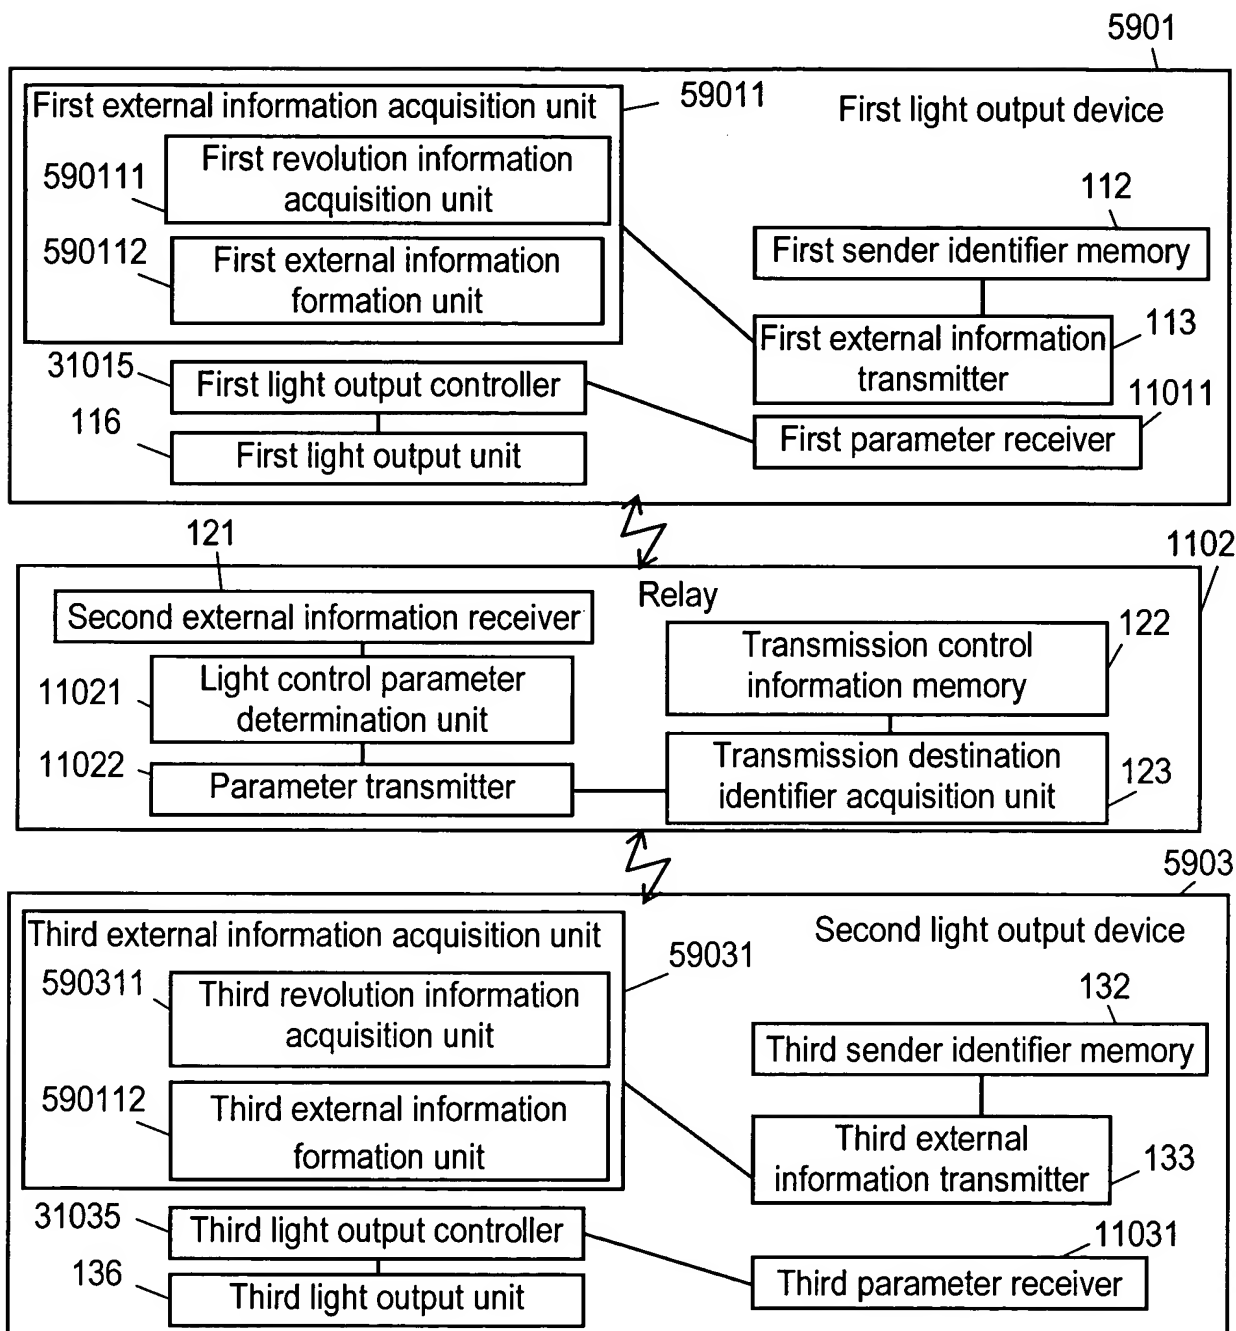 5901
First external information acquisition unit
59011
First light output device
590111
First revolution information
acquisition unit
112
590112
First external information
formation unit
First sender identifier memory
113
First external information
transmitter
31015
First light output controller
11011
116
First light output unit
First parameter receiver
121
1102
Relay
Second external information receiver
122
Transmission control
information memory
11021
Light control parameter
determination unit
11022
Parameter transmitter
Transmission destination
identifier acquisition unit
123
5903
Third external information acquisition unit
59031
Second light output device
590311
Third revolution information
acquisition unit
132
Third sender identifier memory
590112
Third external information
formation unit
Third external
information transmitter
133
31035
Third light output controller
11031
136
Third light output unit
Third parameter receiver